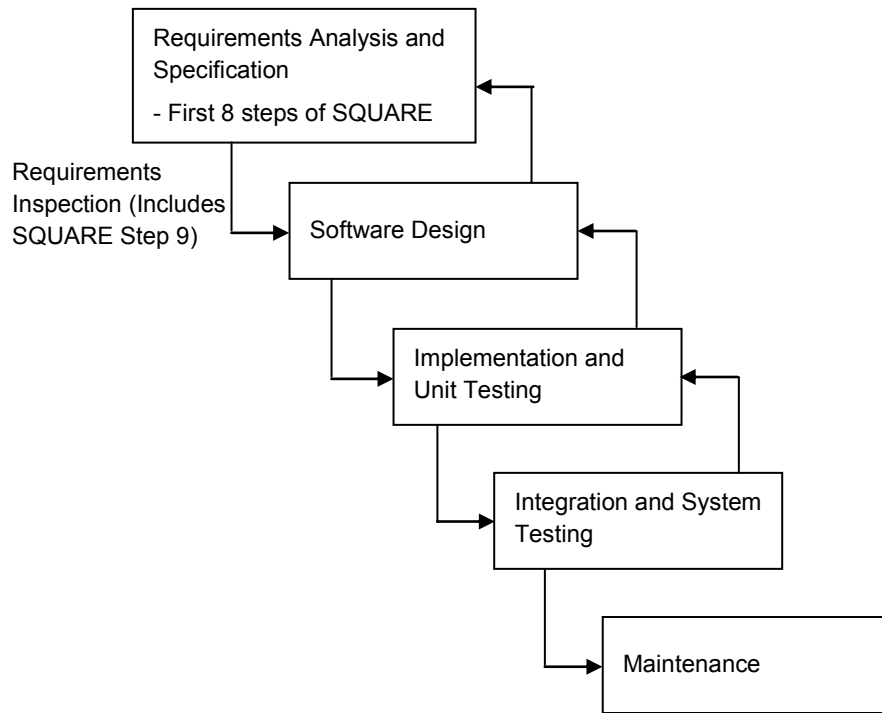 Requirements Analysis and
Specification
- First 8 steps of SQUARE
Requirements
Inspection (Includes
SQUARE Step 9)
Software Design
Implementation and
Unit Testing
Integration and System
Testing
Maintenance